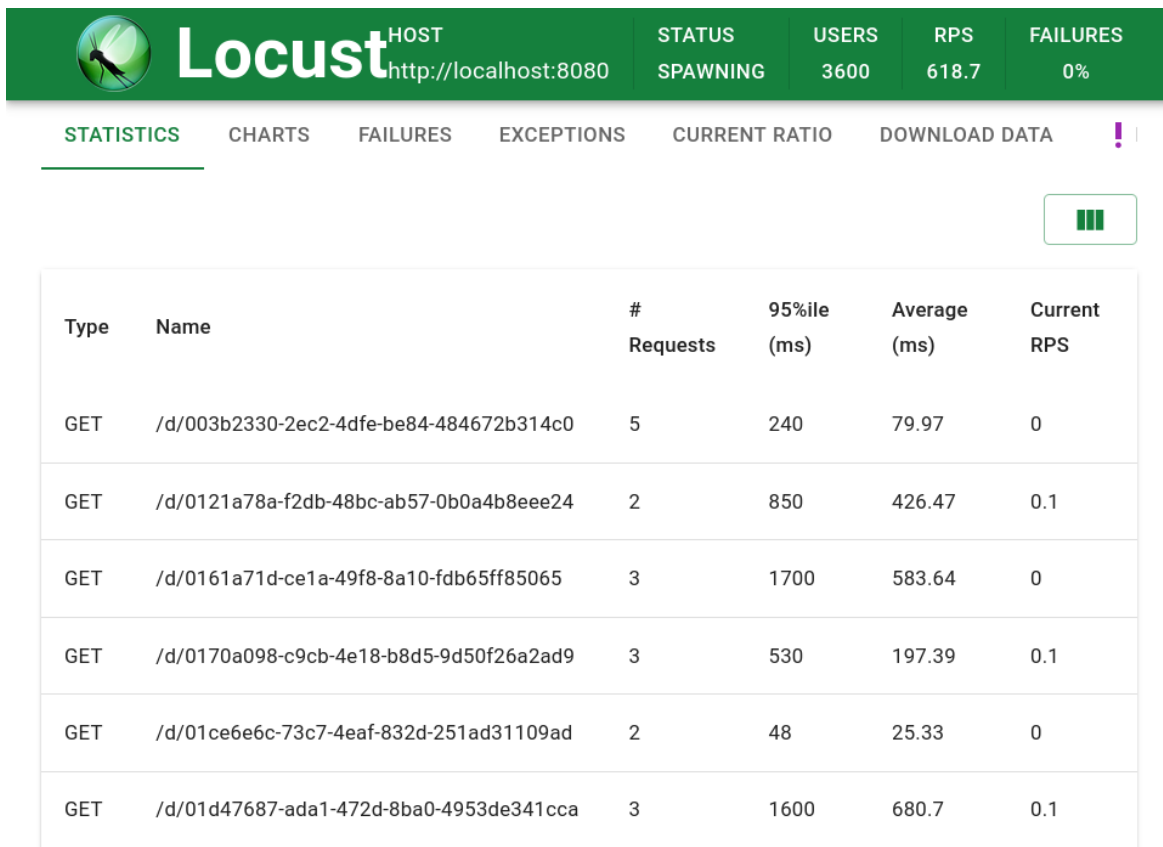 Locust
HOST
http://localhost:8080
STATUS
SPAWNING
USERS
3600
RPS
618.7
FAILURES
0%
STATISTICS CHARTS FAILURES EXCEPTIONS CURRENT RATIO DOWNLOAD DATA
Type Name # Requests 95%ile (ms) Average (ms) Current RPS
GET /d/003b2330-2ec2-4dfe-be84-484672b314c0 5 240 79.97 0
GET /d/0121a78a-f2db-48bc-ab57-0b0a4b8eee24 2 850 426.47 0.1
GET /d/0161a71d-ce1a-49f8-8a10-fdb65ff85065 3 1700 583.64 0
GET /d/0170a098-c9cb-4e18-b8d5-9d50f26a2ad9 3 530 197.39 0.1
GET /d/01ce6e6c-73c7-4eaf-832d-251ad31109ad 2 48 25.33 0
GET /d/01d47687-ada1-472d-8ba0-4953de341cca 3 1600 680.7 0.1